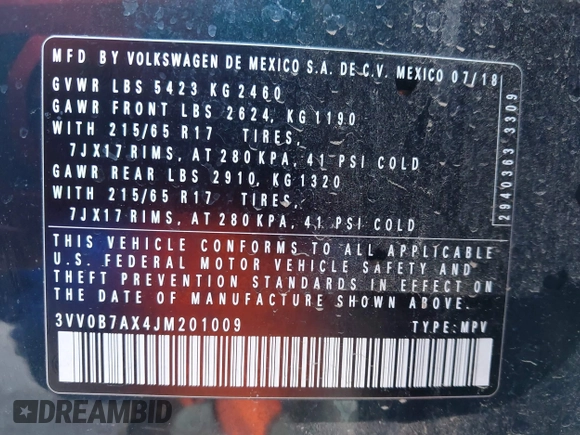 MFD BY VOLKSWAGEN DE MEXICO S.A. DE C.V. MEXICO 07/18
GVWR LBS 5423 KG 2460
GAWR FRONT LBS 2624, KG 1190
WITH 215/65 R17 TIRES,
7JX17 RIMS, AT 280 KPA, 41 PSI COLD
GAWR REAR LBS 2910, KG 1320
WITH 215/65 R17 TIRES,
7JX17 RIMS, AT 280 KPA, 41 PSI COLD
THIS VEHICLE CONFORMS TO ALL APPLICABLE
U.S. FEDERAL MOTOR VEHICLE SAFETY AND
THEFT PREVENTION STANDARDS IN EFFECT ON
THE DATE OF MANUFACTURE SHOWN ABOVE
3VV0B7AX4JM201009 TYPE: MPV
2940363 3309
DREAMBID